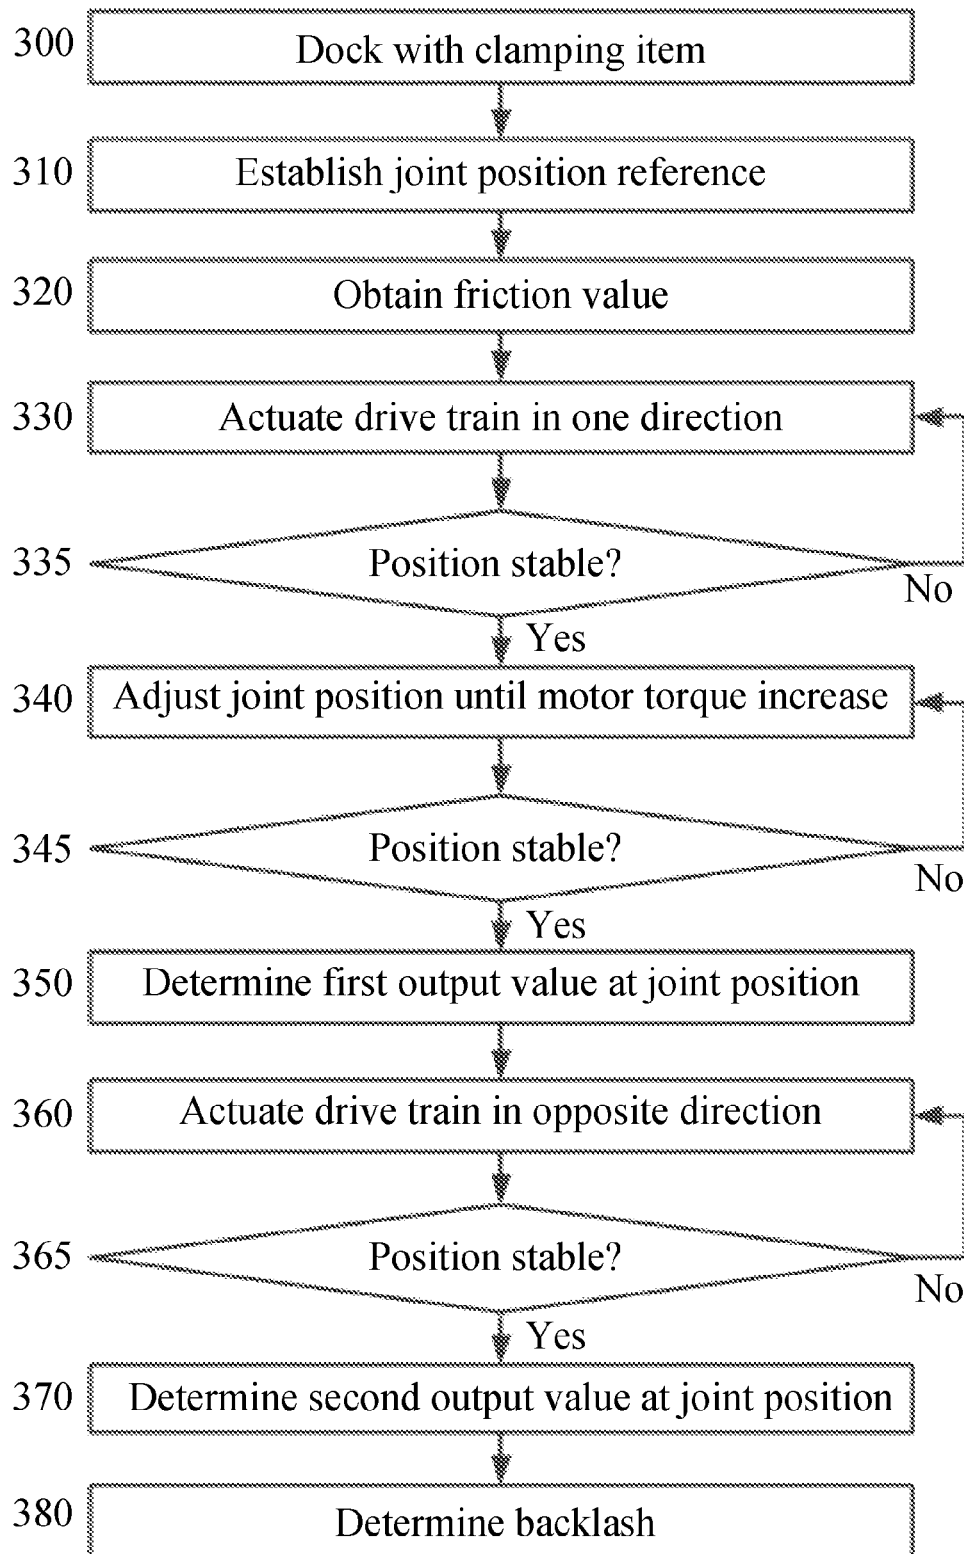 300 Dock with clamping item
310 Establish joint position reference
320 Obtain friction value
330 Actuate drive train in one direction
335 Position stable?
No
Yes
340 Adjust joint position until motor torque increase
345 Position stable?
No
Yes
350 Determine first output value at joint position
360 Actuate drive train in opposite direction
365 Position stable?
No
Yes
370 Determine second output value at joint position
380 Determine backlash